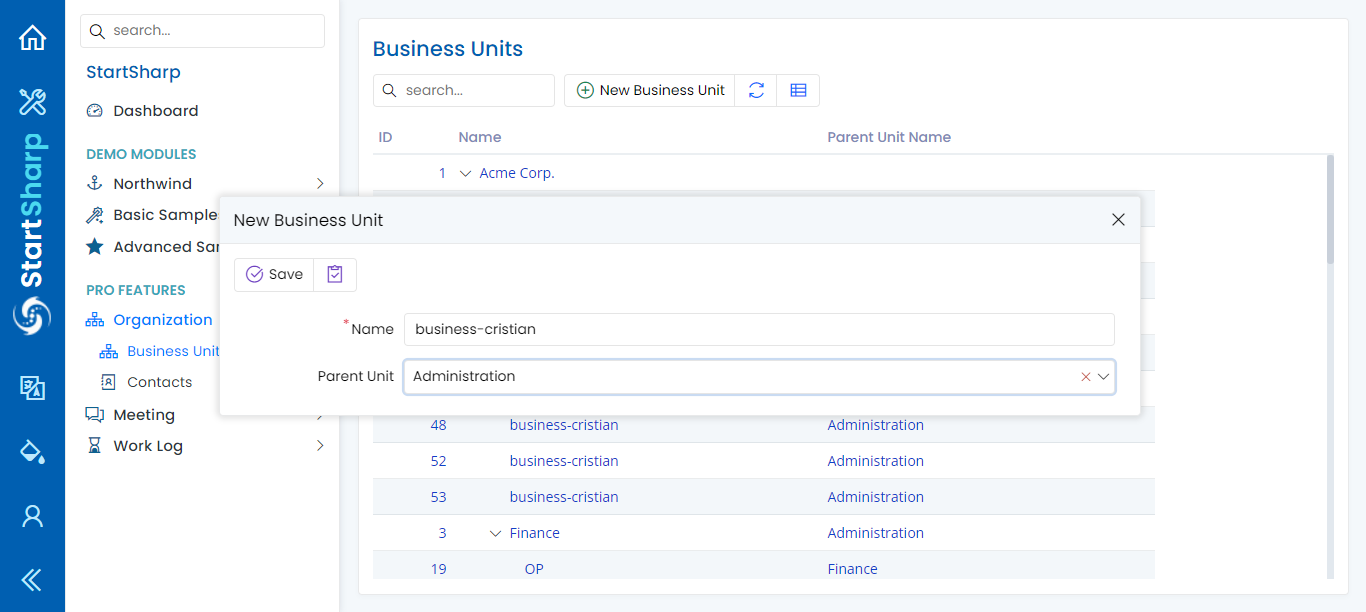 StartSharp
search...
StartSharp
Dashboard
DEMO MODULES
Northwind
Basic Sample
Advanced Sar
PRO FEATURES
Organization
Business Unit
Contacts
Meeting
Work Log
Business Units
search...
New Business Unit
ID Name Parent Unit Name
1 Acme Corp.
New Business Unit
Save
*Name business-cristian
Parent Unit Administration
48 business-cristian Administration
52 business-cristian Administration
53 business-cristian Administration
3 Finance Administration
19 OP Finance